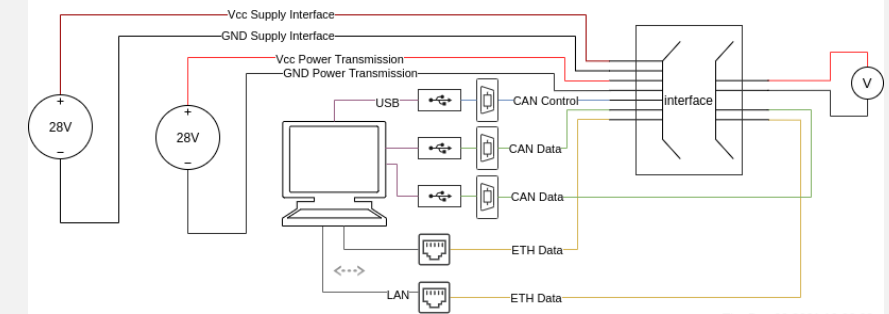 Vcc Supply Interface
GND Supply Interface
Vcc Power Transmission
GND Power Transmission
+
28V
−
+
28V
−
USB
CAN Control
interface
V
CAN Data
CAN Data
ETH Data
<--->
LAN
ETH Data